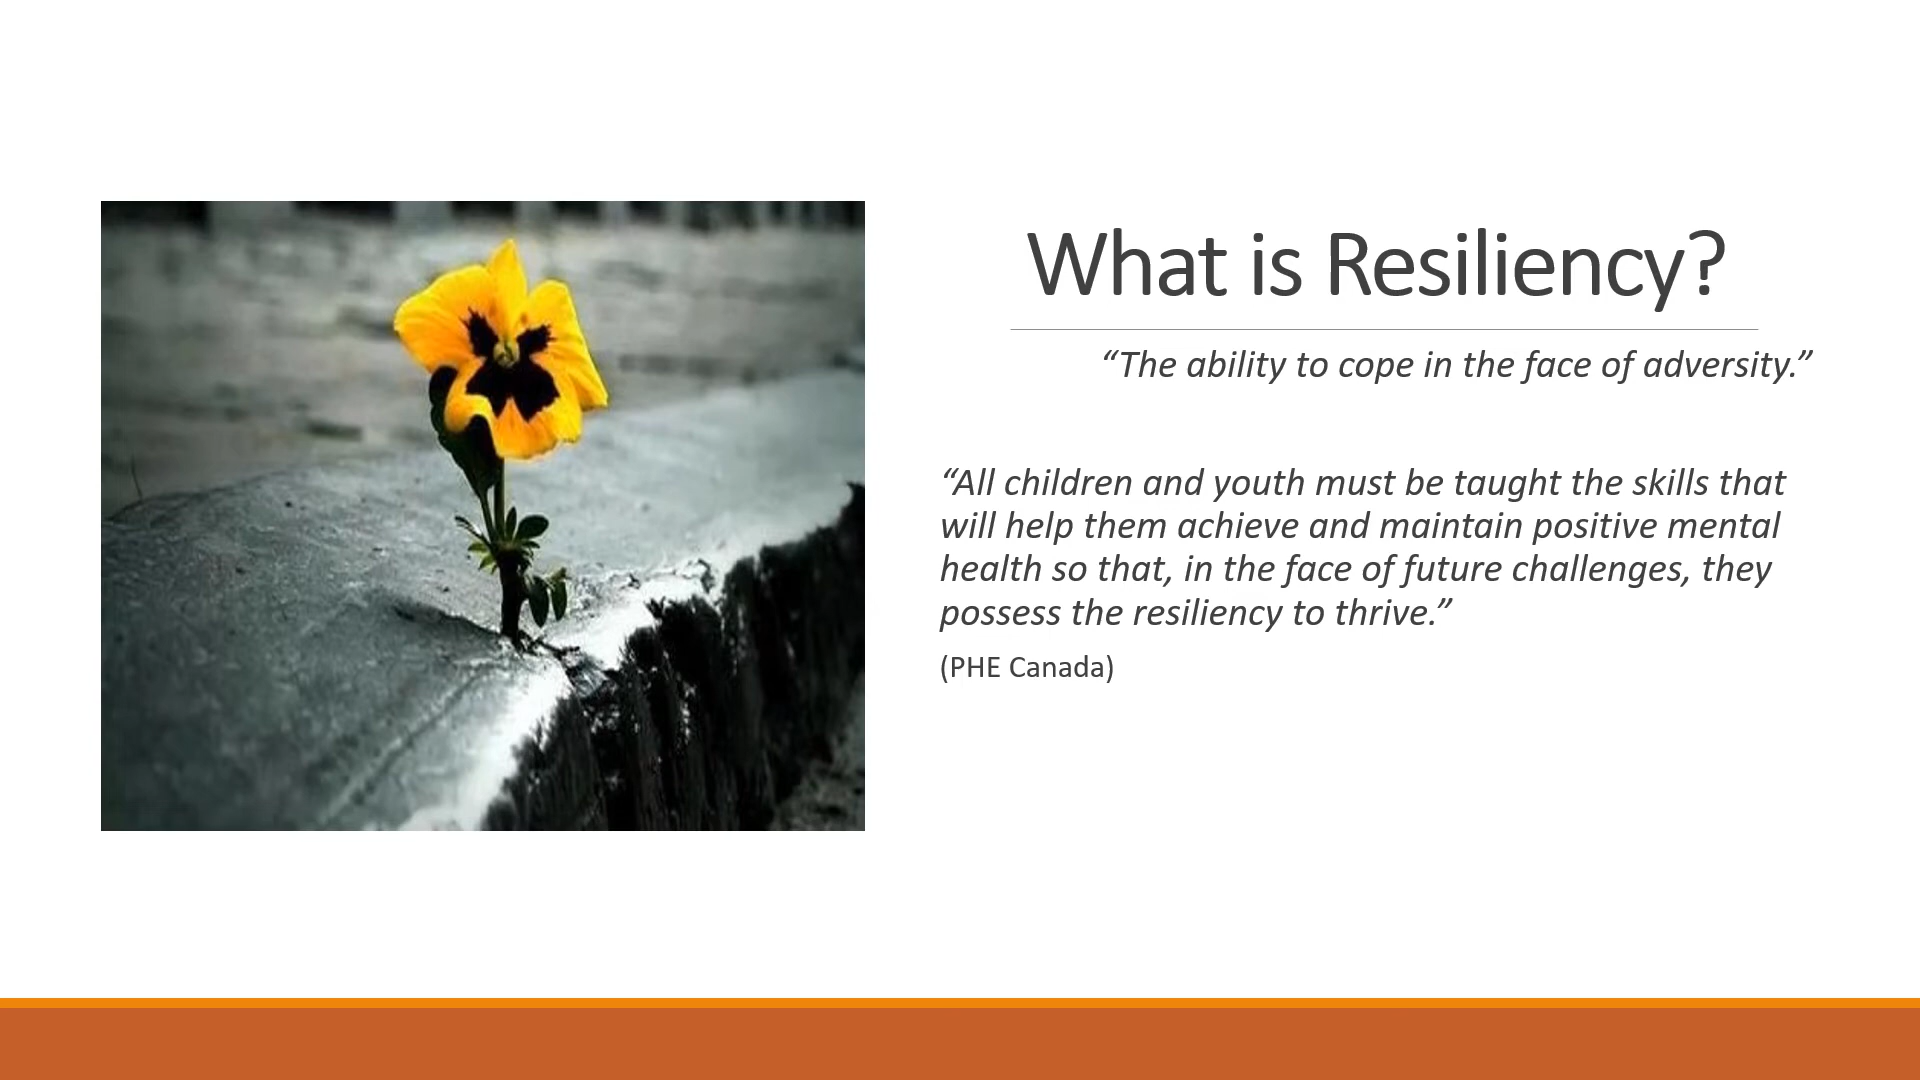 What is Resiliency?
“The ability to cope in the face of adversity.”
“All children and youth must be taught the skills that
will help them achieve and maintain positive mental
health so that, in the face of future challenges, they
possess the resiliency to thrive.”
(PHE Canada)